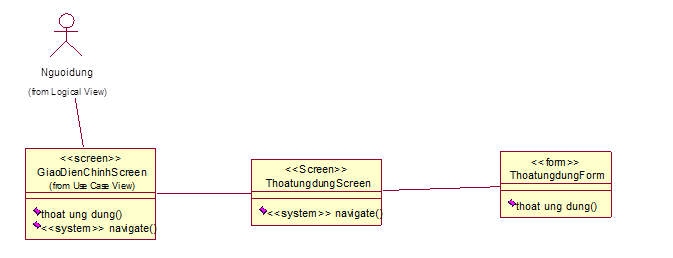 Nguoidung
(from Logical View)
<<screen>>
GiaoDienChinhScreen
(from Use Case View)
thoat ung dung()
<<system>> navigate()
<<Screen>>
ThoatungdungScreen
<<system>> navigate()
<<form>>
ThoatungdungForm
thoat ung dung()